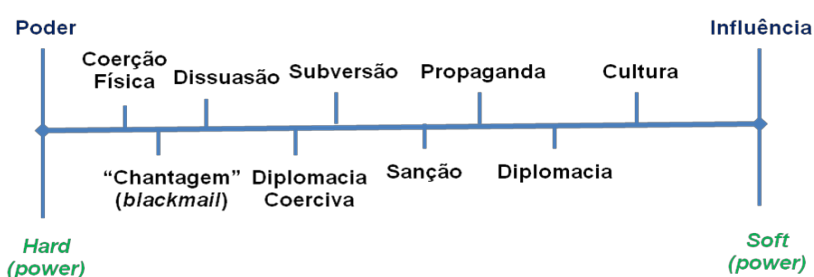 Poder
Influência
Coerção
Física
Dissuasão
Subversão
Propaganda
Cultura
“Chantagem”
(blackmail)
Diplomacia
Coerciva
Sanção
Diplomacia
Hard
(power)
Soft
(power)